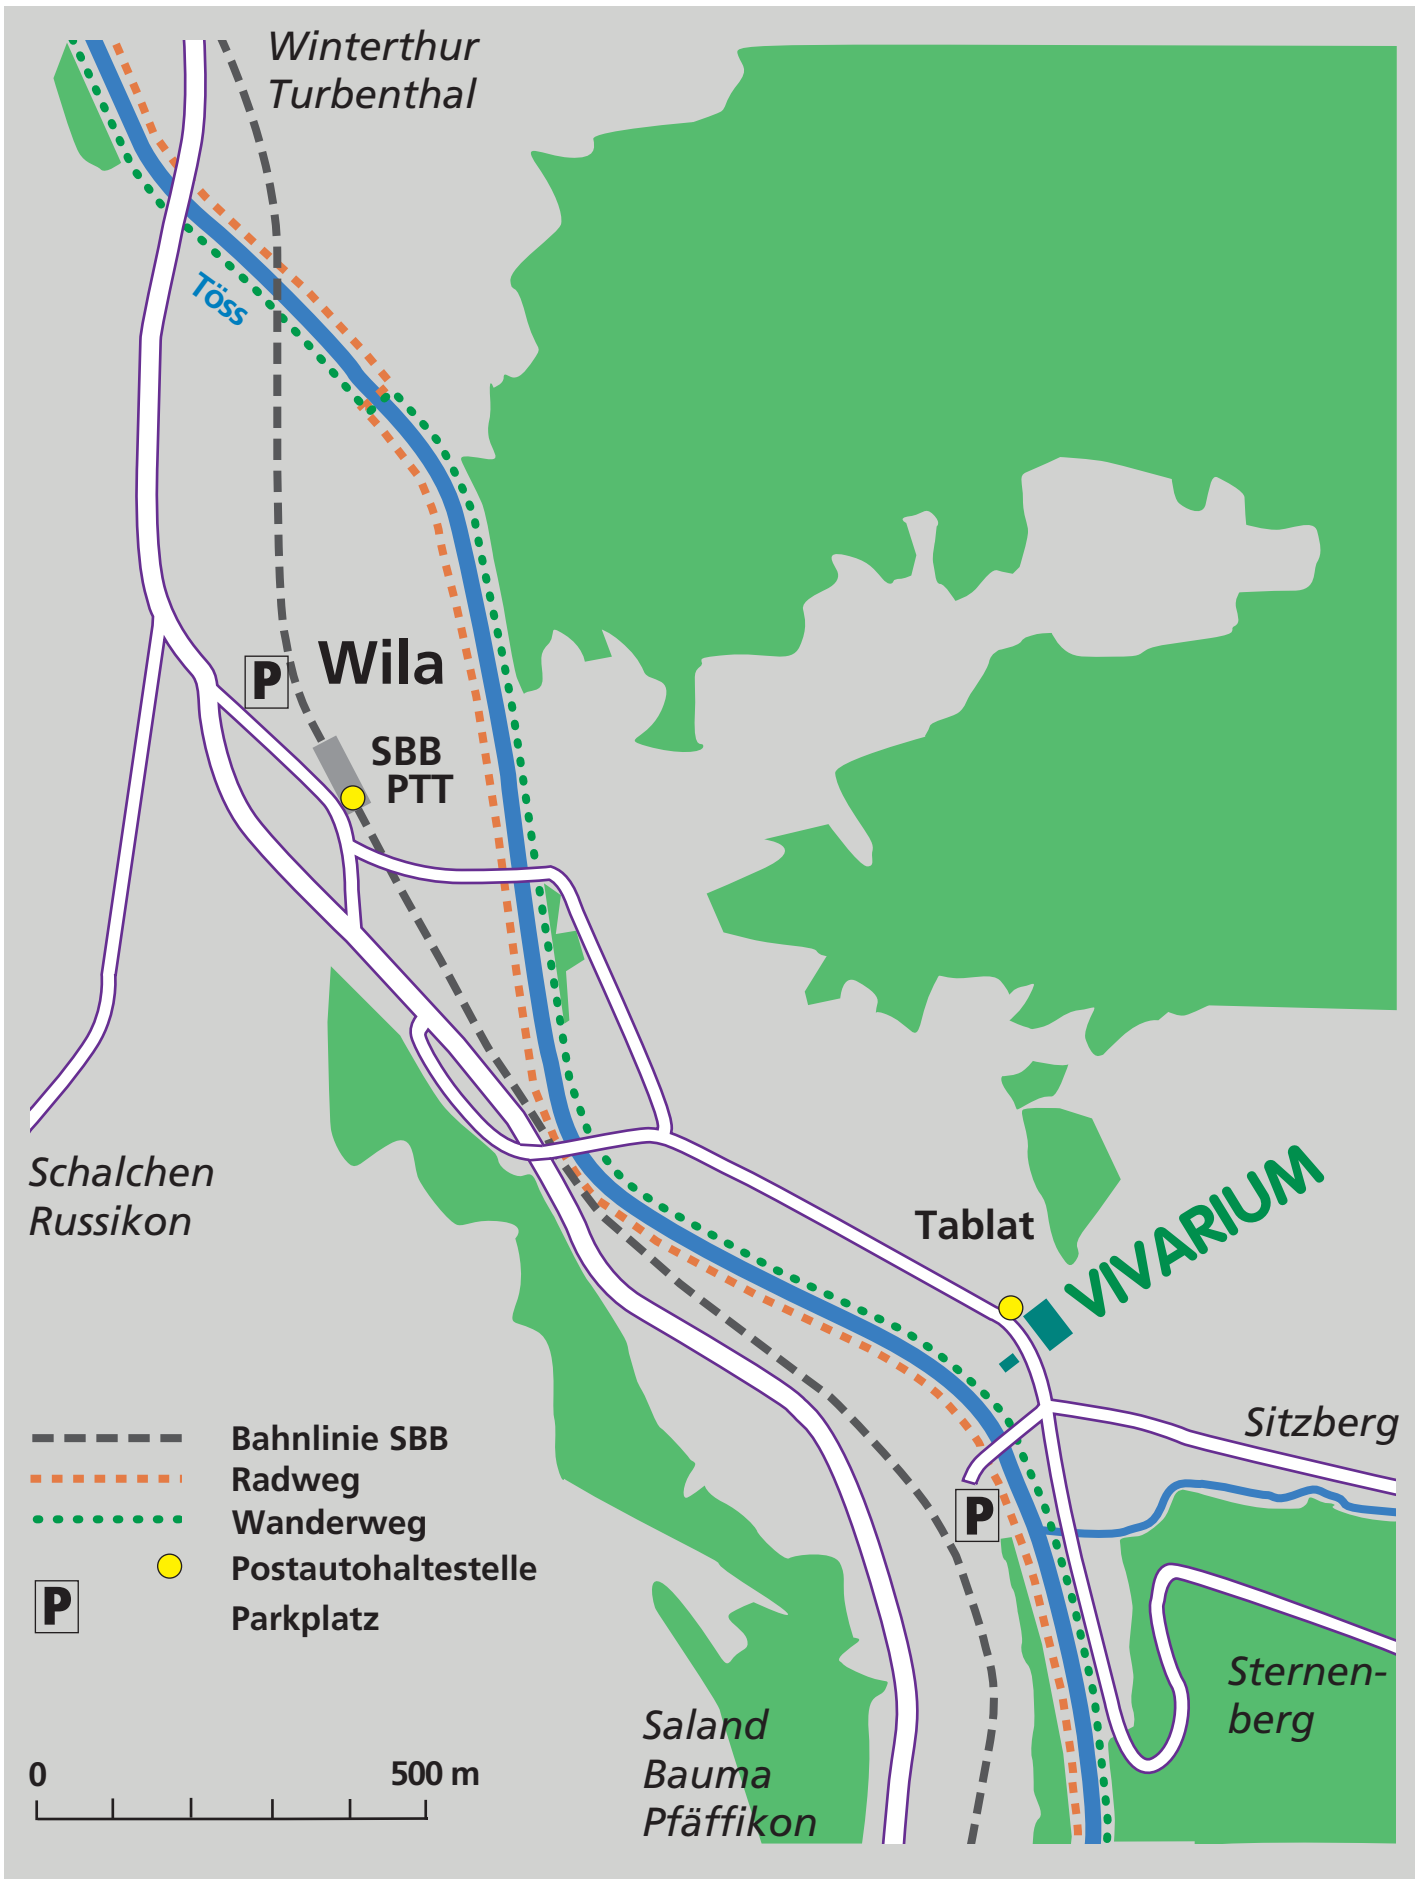 Winterthur
Turbenthal
Töss
Wila
P
SBB
PTT
Schalchen
Russikon
Tablat
VIVARIUM
Sitzberg
Bahnlinie SBB
Radweg
Wanderweg
P
Postautohaltestelle
P
Parkplatz
Sternen-
berg
Saland
Bauma
Pfäffikon
0
500 m